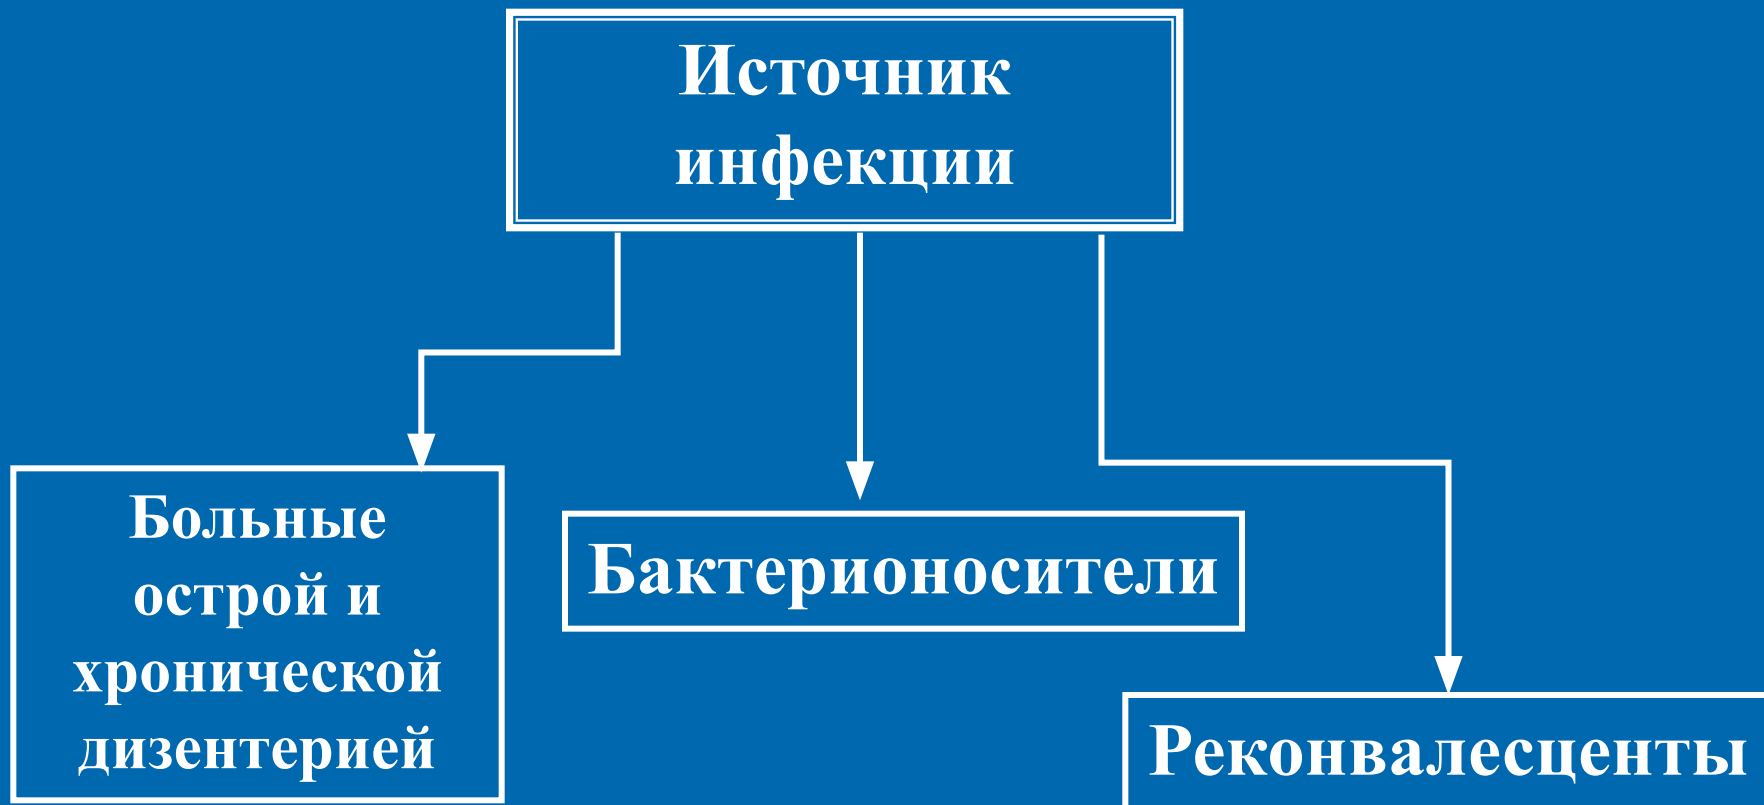 Источник
инфекции
Больные
острой и
хронической
дизентерией
Бактерионосители
Реконвалесценты